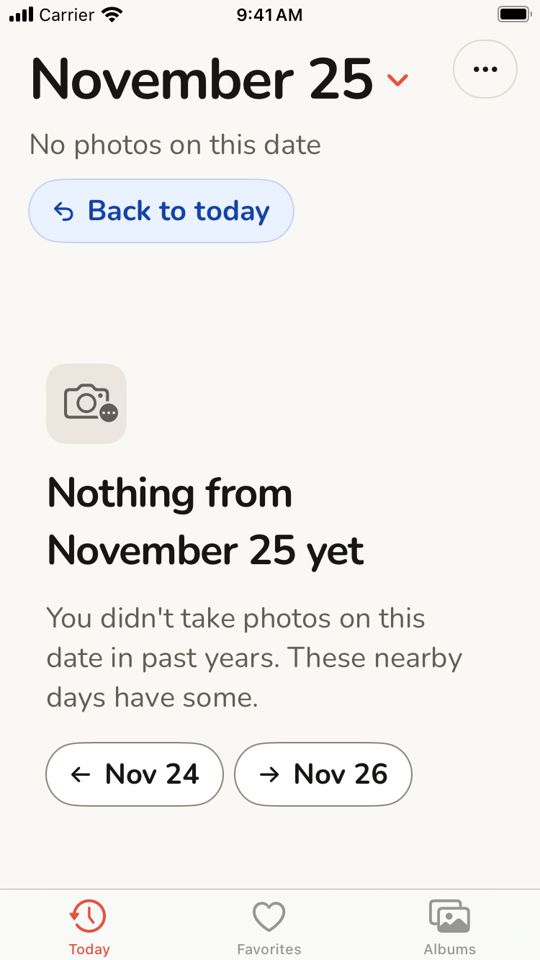 Carrier 9:41 AM
November 25
No photos on this date
Back to today
Nothing from
November 25 yet
You didn't take photos on this
date in past years. These nearby
days have some.
Nov 24 Nov 26
Today Favorites Albums